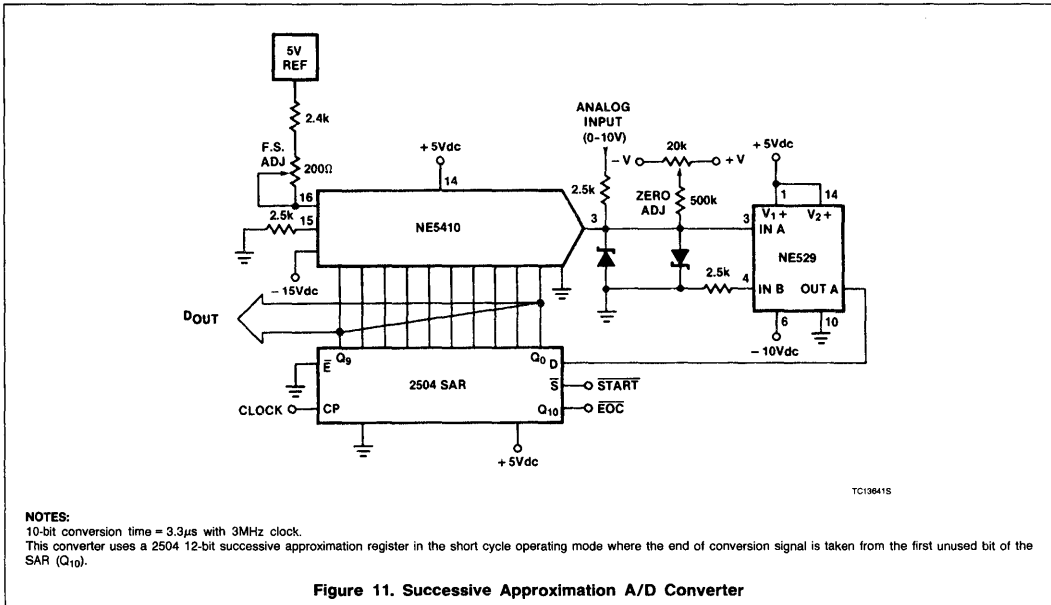 5V
REF
2.4k
F.S.
ADJ
200Ω
16
2.5k
15
-15Vdc
+5Vdc
14
NE5410
3
ANALOG
INPUT
(0-10V)
2.5k
-V
20k
+V
ZERO
ADJ
500k
+5Vdc
1
14
3
V1+
V2+
IN A
NE529
2.5k
4
IN B
OUT A
6
10
-10Vdc
DOUT
Q9
Q0
D
E̅
2504 SAR
S̅
S̅T̅A̅R̅T̅
CLOCK
CP
Q10
E̅O̅C̅
+5Vdc
TC13641S
NOTES:
10-bit conversion time = 3.3μs with 3MHz clock.
This converter uses a 2504 12-bit successive approximation register in the short cycle operating mode where the end of conversion signal is taken from the first unused bit of the
SAR (Q10).
Figure 11. Successive Approximation A/D Converter